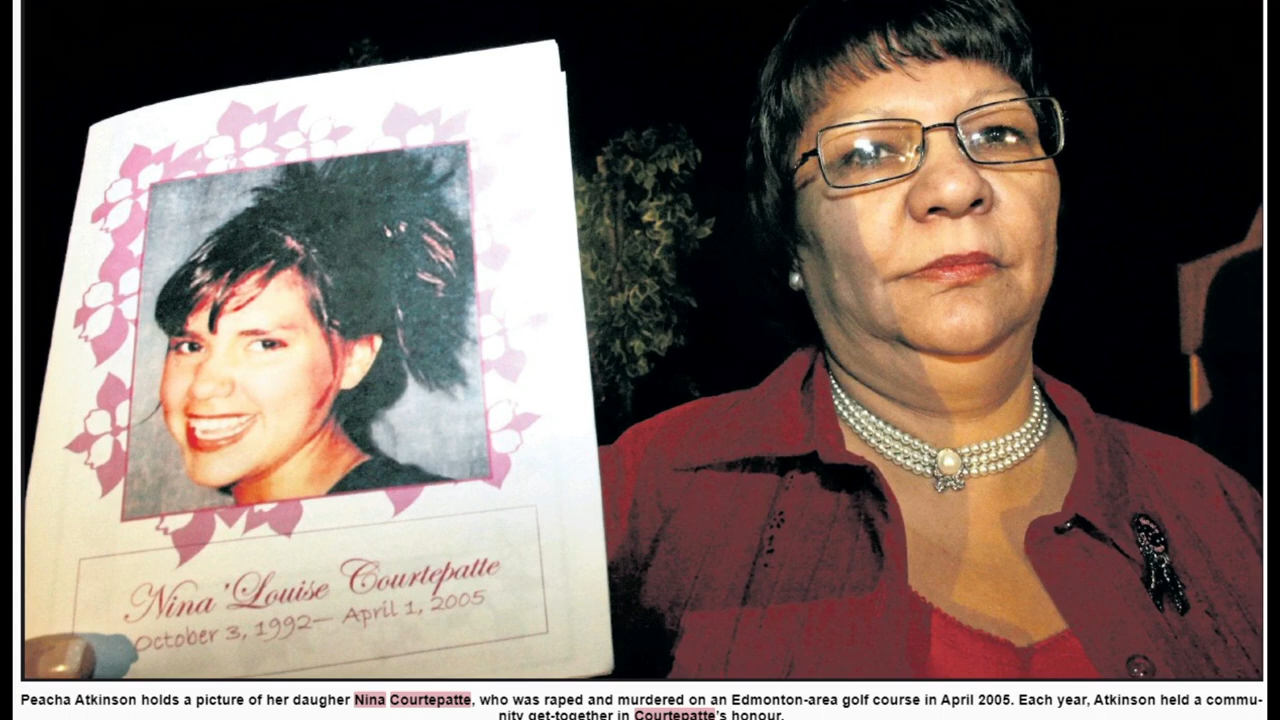 Nina Louise Courtepatte
October 3, 1992— April 1, 2005
Peacha Atkinson holds a picture of her daugher Nina Courtepatte, who was raped and murdered on an Edmonton-area golf course in April 2005. Each year, Atkinson held a commu-
nity get-together in Courtepatte's honour.